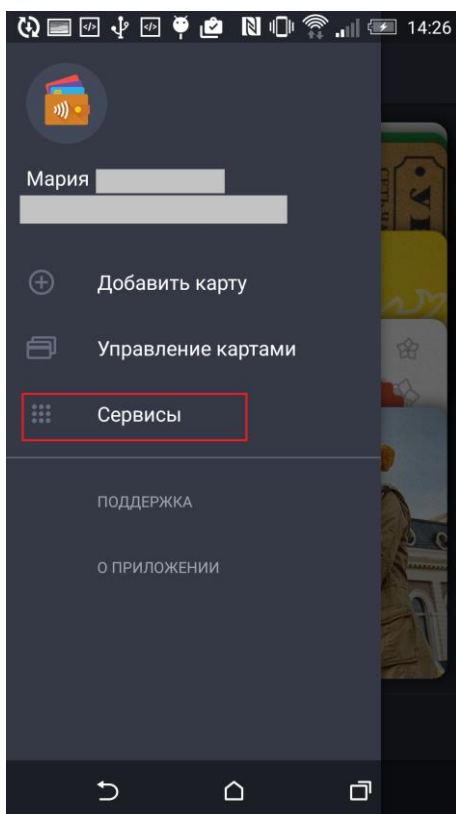 14:26
Мария
Добавить карту
Управление картами
Сервисы
ПОДДЕРЖКА
О ПРИЛОЖЕНИИ